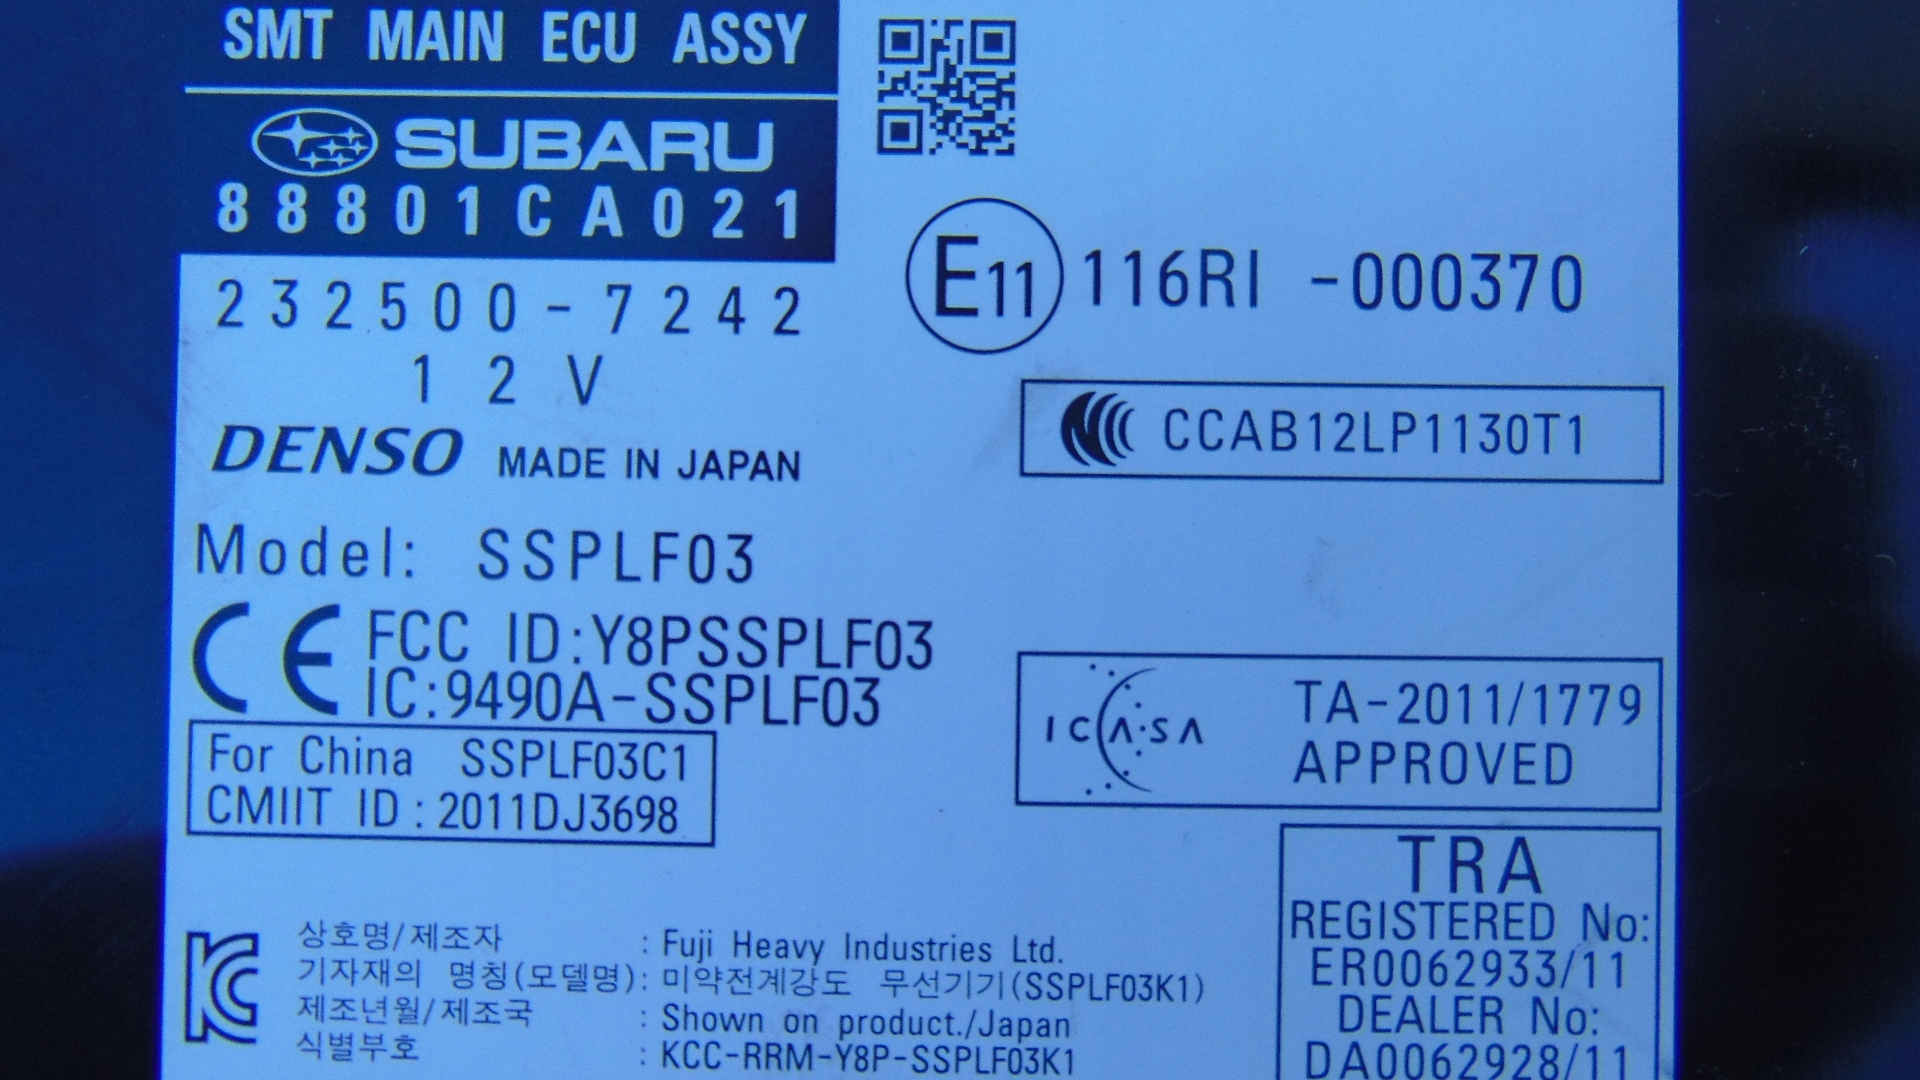 SMT MAIN ECU ASSY
SUBARU
88801CA021
232500-7242
12V
DENSO MADE IN JAPAN
Model: SSPLF03
CE FCC ID:Y8PSSPLF03
IC:9490A-SSPLF03
For China SSPLF03C1
CMIIT ID:2011DJ3698
상호명/제조자 : Fuji Heavy Industries Ltd.
기자재의 명칭(모델명): 미약전계강도 무선기기(SSPLF03K1)
제조년월/제조국 : Shown on product./Japan
식별부호 : KCC-RRM-Y8P-SSPLF03K1
E11 116RI -000370
CCAB12LP1130T1
ICASA TA-2011/1779
APPROVED
TRA
REGISTERED No:
ER0062933/11
DEALER No:
DA0062928/11